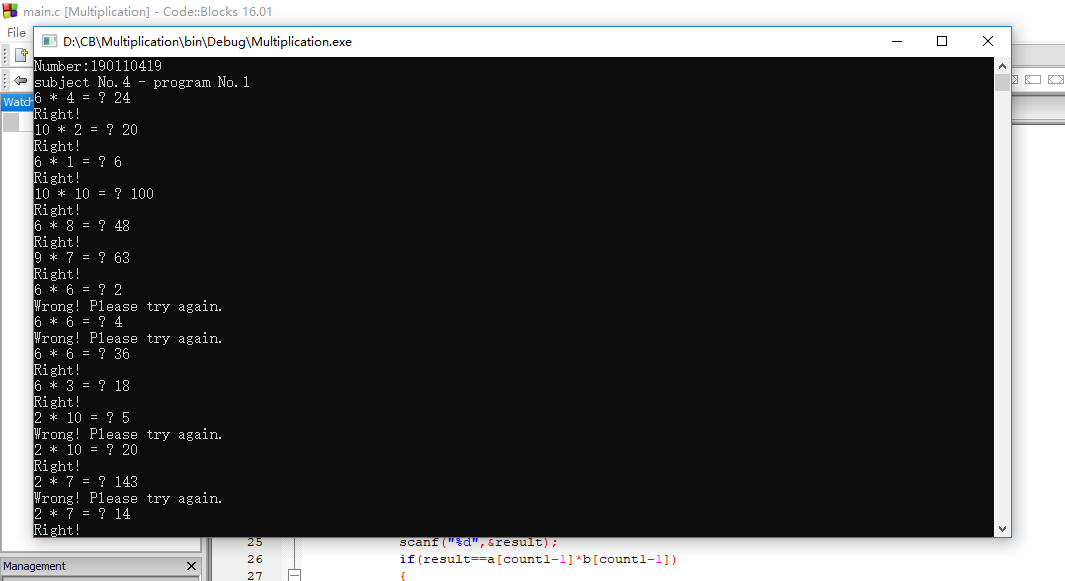 main.c [Multiplication] - Code::Blocks 16.01
File
D:\CB\Multiplication\bin\Debug\Multiplication.exe
Watch
Number:190110419
subject No.4 - program No.1
6 * 4 = ? 24
Right!
10 * 2 = ? 20
Right!
6 * 1 = ? 6
Right!
10 * 10 = ? 100
Right!
6 * 8 = ? 48
Right!
9 * 7 = ? 63
Right!
6 * 6 = ? 2
Wrong! Please try again.
6 * 6 = ? 4
Wrong! Please try again.
6 * 6 = ? 36
Right!
6 * 3 = ? 18
Right!
2 * 10 = ? 5
Wrong! Please try again.
2 * 10 = ? 20
Right!
2 * 7 = ? 143
Wrong! Please try again.
2 * 7 = ? 14
Right!
25 scanf("%d",&result);
26 if(result==a[count1-1]*b[count1-1])
27 {
Management